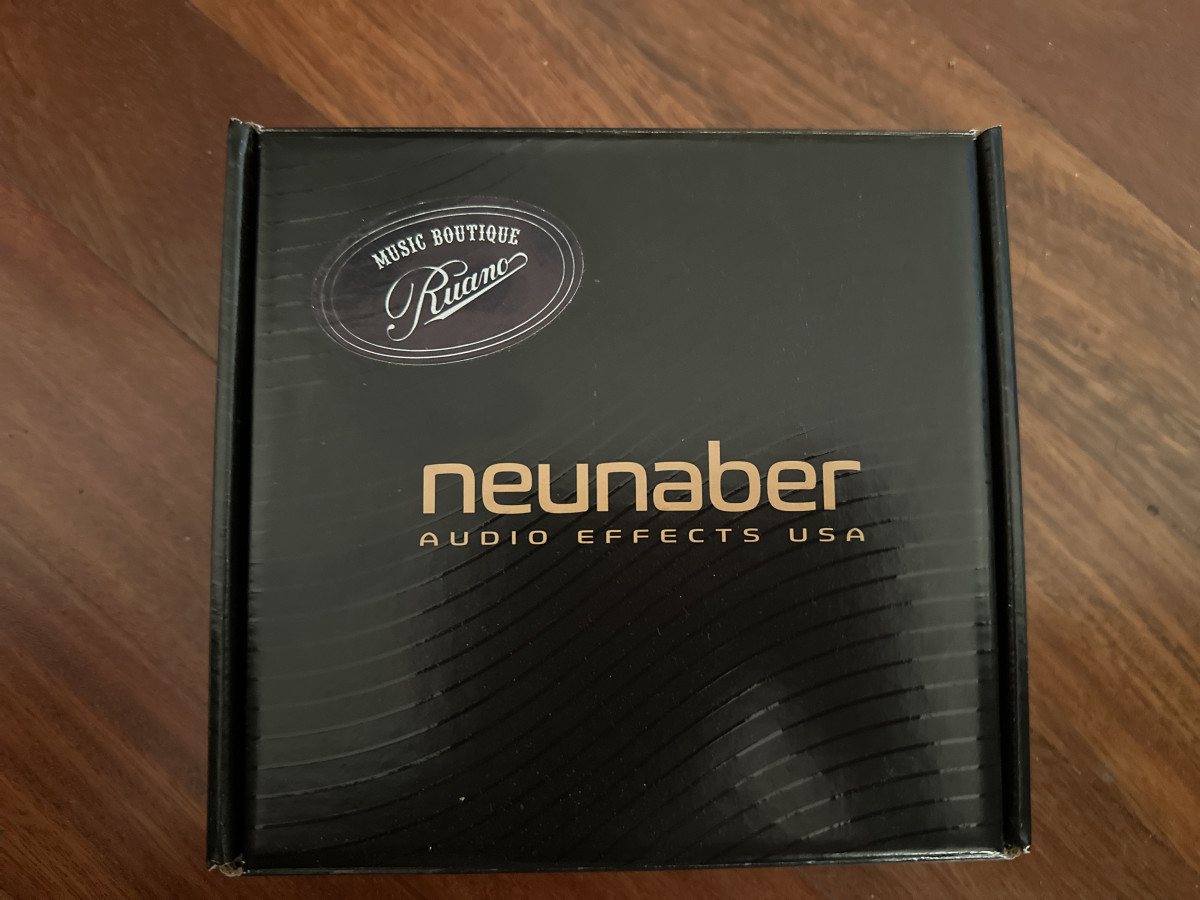 MUSIC BOUTIQUE
Ruano
neunaber
AUDIO EFFECTS USA